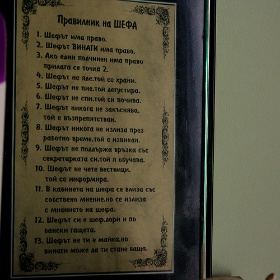 Правилник на ШЕФА
1. Шефът има право.
2. Шефът ВИНАГИ има право.
3. Ако един подчинен има право
прилага се точка 2.
4. Шефът не яде, той се храни.
5. Шефът не пие, той дегустира.
6. Шефът не спи, той си почива.
7. Шефът никога не закъснява,
той е възпрепятстван.
8. Шефът никога не излиза през
работно време, той е извикан.
9. Шефът не поддържа връзка със
секретарката си, той я обучава.
10. Шефът не чете вестници,
той се информира.
11. В кабинета на шефа се влиза със
собствено мнение, но се излиза
с мнението на шефа.
12. Шефът си е шеф, дори и по
бански гащета.
13. Шефът не ти е майка, но
винаги може да ти стане баща.